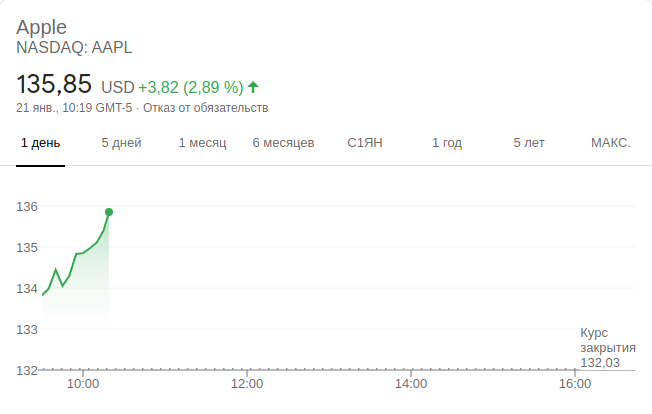 Apple
NASDAQ: AAPL
135,85 USD +3,82 (2,89 %)
21 янв., 10:19 GMT-5 · Отказ от обязательств
1 день 5 дней 1 месяц 6 месяцев С1ЯН 1 год 5 лет МАКС.
136
135
134
133
132
Курс
закрытия
132,03
10:00 12:00 14:00 16:00